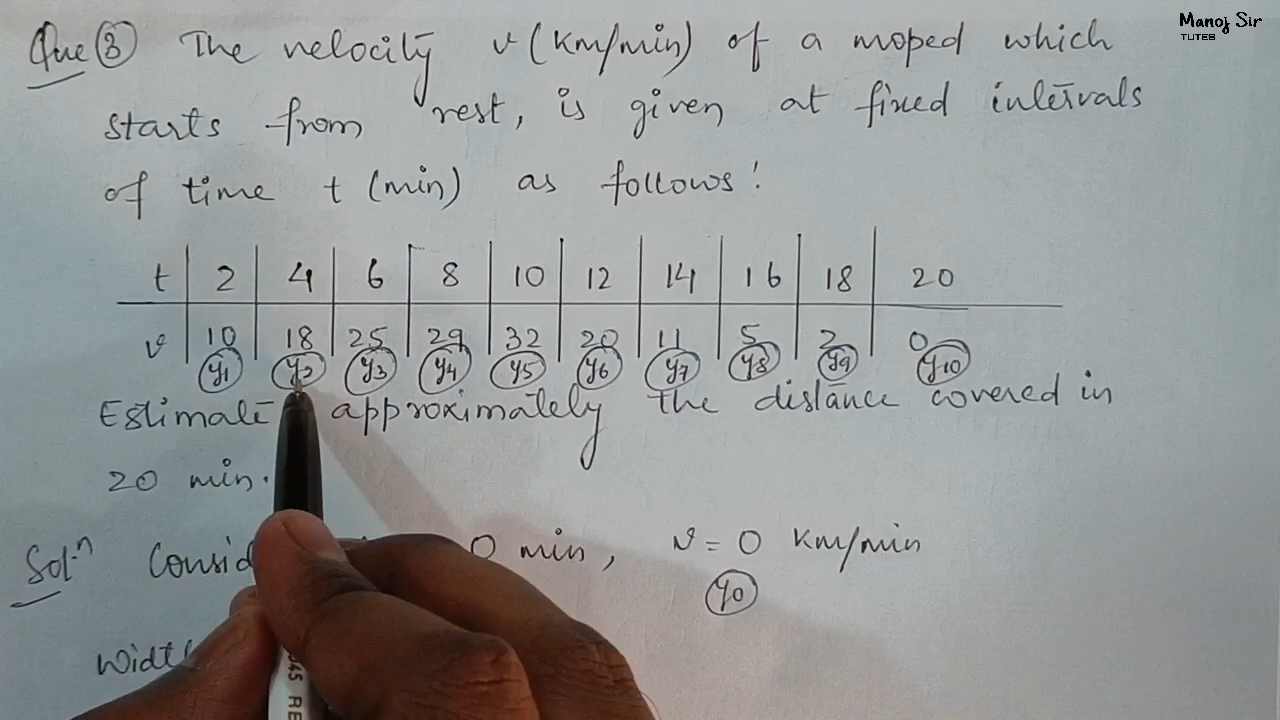 Manoj Sir
TUTES
Que 3 The velocity v (km/min) of a moped which
starts from rest, is given at fixed intervals
of time t (min) as follows:
t 2 4 6 8 10 12 14 16 18 20
v 10 18 25 29 32 20 11 5 2 0
y1 y2 y3 y4 y5 y6 y7 y8 y9 y10
Estimate approximately the distance covered in
20 min.
Sol.n 0 min, v = 0 km/min
y0
345 RE